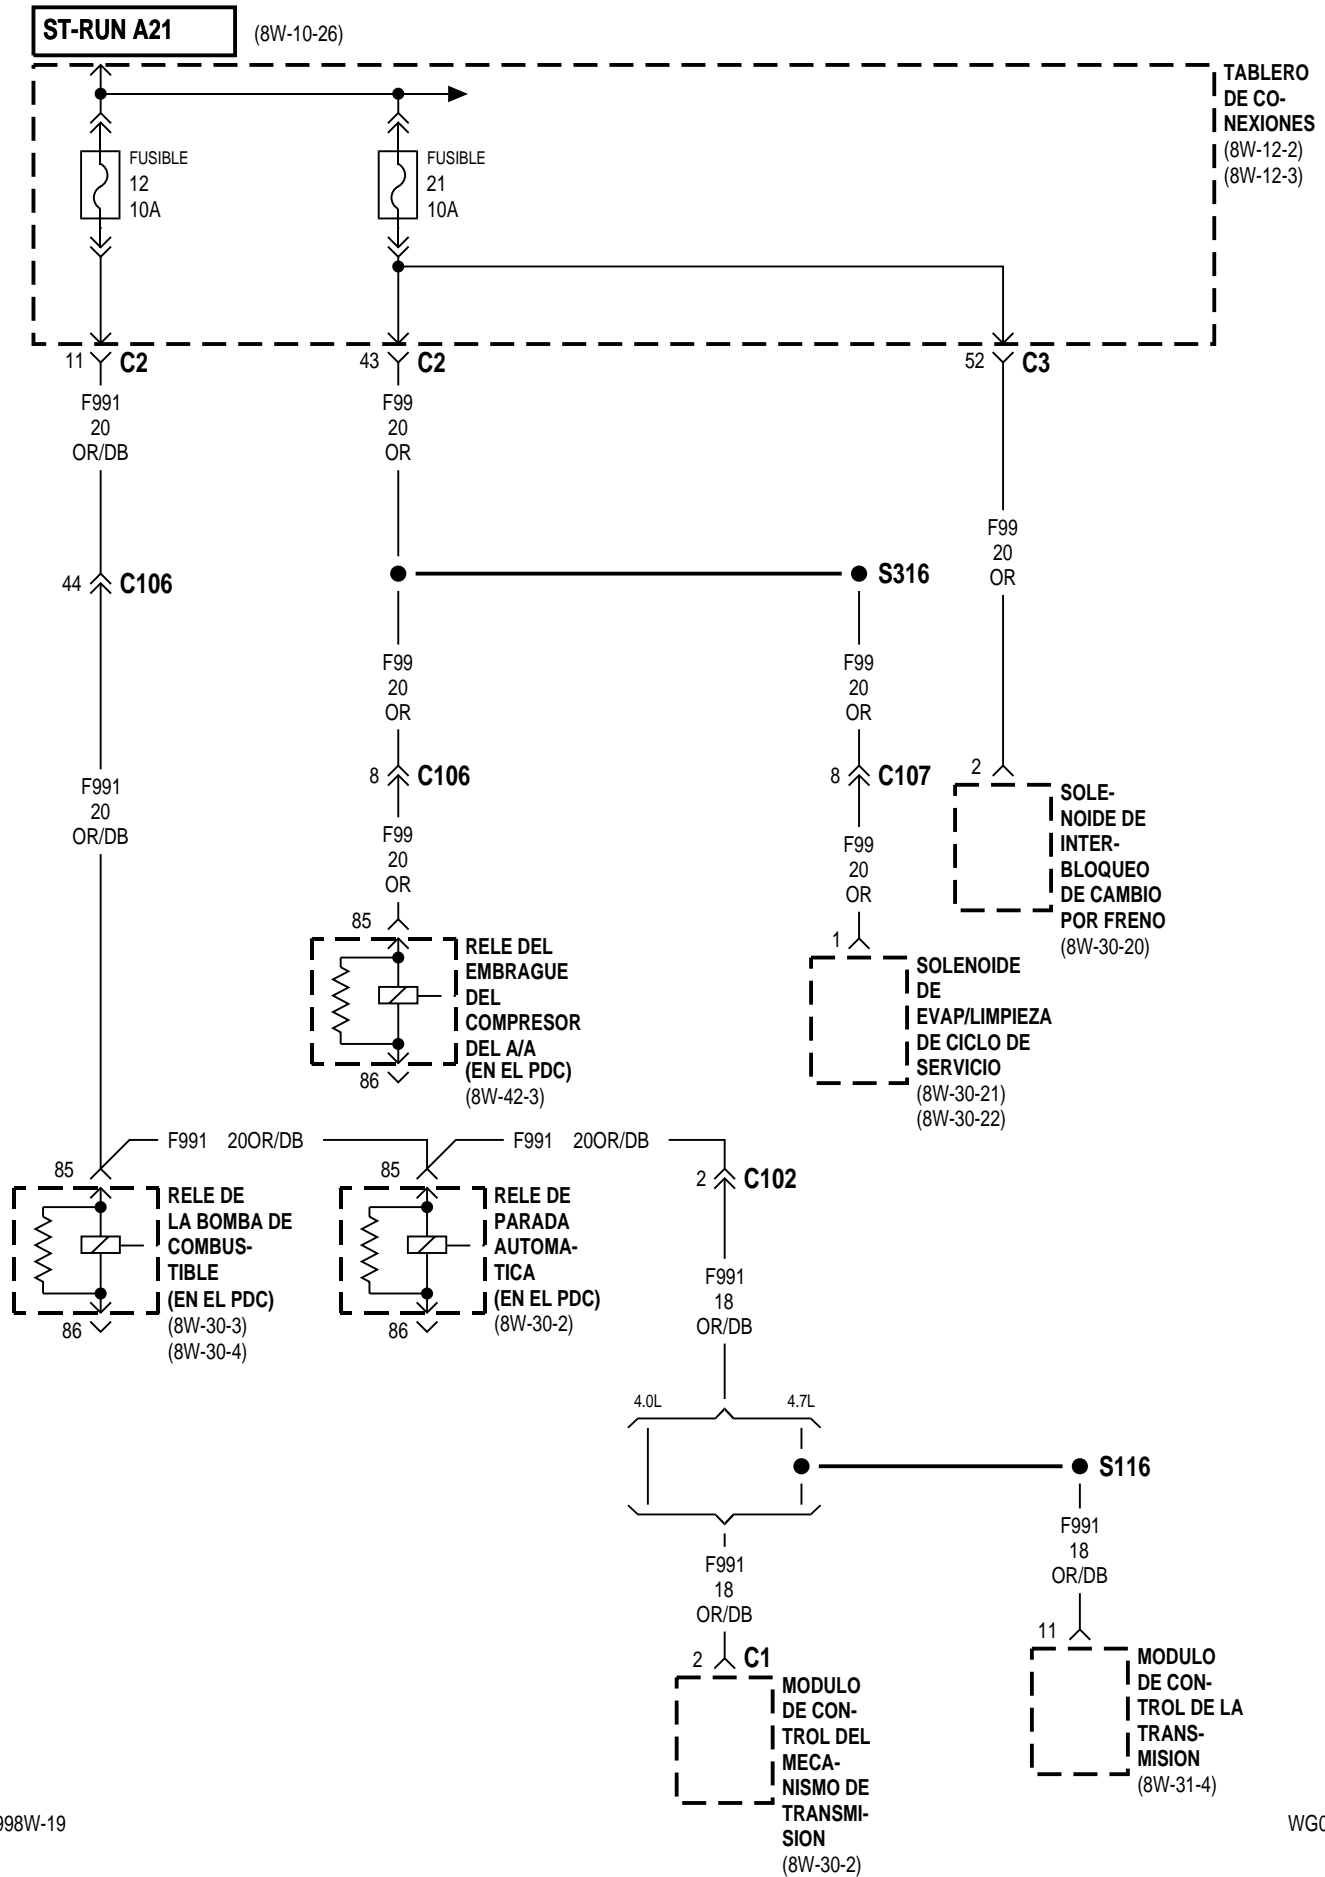 ST-RUN A21
(8W-10-26)
TABLERO
DE CO-
NEXIONES
(8W-12-2)
(8W-12-3)
FUSIBLE
12
10A
FUSIBLE
21
10A
11 C2
43 C2
52 C3
F991
20
OR/DB
F99
20
OR
F99
20
OR
44 C106
S316
F99
20
OR
F99
20
OR
8 C106
8 C107
F991
20
OR/DB
F99
20
OR
F99
20
OR
2
SOLE-
NOIDE DE
INTER-
BLOQUEO
DE CAMBIO
POR FRENO
(8W-30-20)
85
RELE DEL
EMBRAGUE
DEL
COMPRESOR
DEL A/A
(EN EL PDC)
(8W-42-3)
86
1
SOLENOIDE
DE
EVAP/LIMPIEZA
DE CICLO DE
SERVICIO
(8W-30-21)
(8W-30-22)
F991 20OR/DB
F991 20OR/DB
85
RELE DE
LA BOMBA DE
COMBUS-
TIBLE
(EN EL PDC)
(8W-30-3)
(8W-30-4)
86
85
RELE DE
PARADA
AUTOMA-
TICA
(EN EL PDC)
(8W-30-2)
86
2 C102
F991
18
OR/DB
4.0L
4.7L
S116
F991
18
OR/DB
F991
18
OR/DB
2 C1
MODULO
DE CON-
TROL DEL
MECA-
NISMO DE
TRANSMI-
SION
(8W-30-2)
11
MODULO
DE CON-
TROL DE LA
TRANS-
MISION
(8W-31-4)
998W-19
WG0